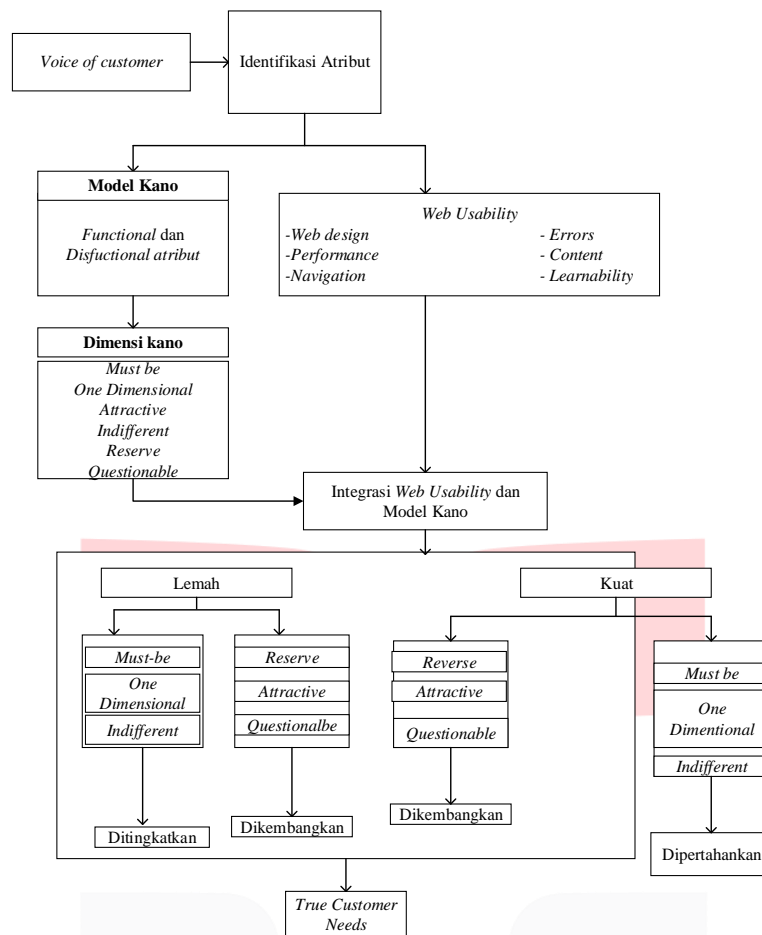 Voice of customer
Identifikasi Atribut
Model Kano
Functional dan
Disfuctional atribut
Web Usability
-Web design
-Performance
-Navigation
- Errors
- Content
- Learnability
Dimensi kano
Must be
One Dimensional
Attractive
Indifferent
Reserve
Questionable
Integrasi Web Usability dan
Model Kano
Lemah
Kuat
Must-be
One
Dimensional
Indifferent
Reserve
Attractive
Questionalbe
Reverse
Attractive
Questionable
Must be
One
Dimentional
Indifferent
Ditingkatkan
Dikembangkan
Dikembangkan
Dipertahankan
True Customer
Needs